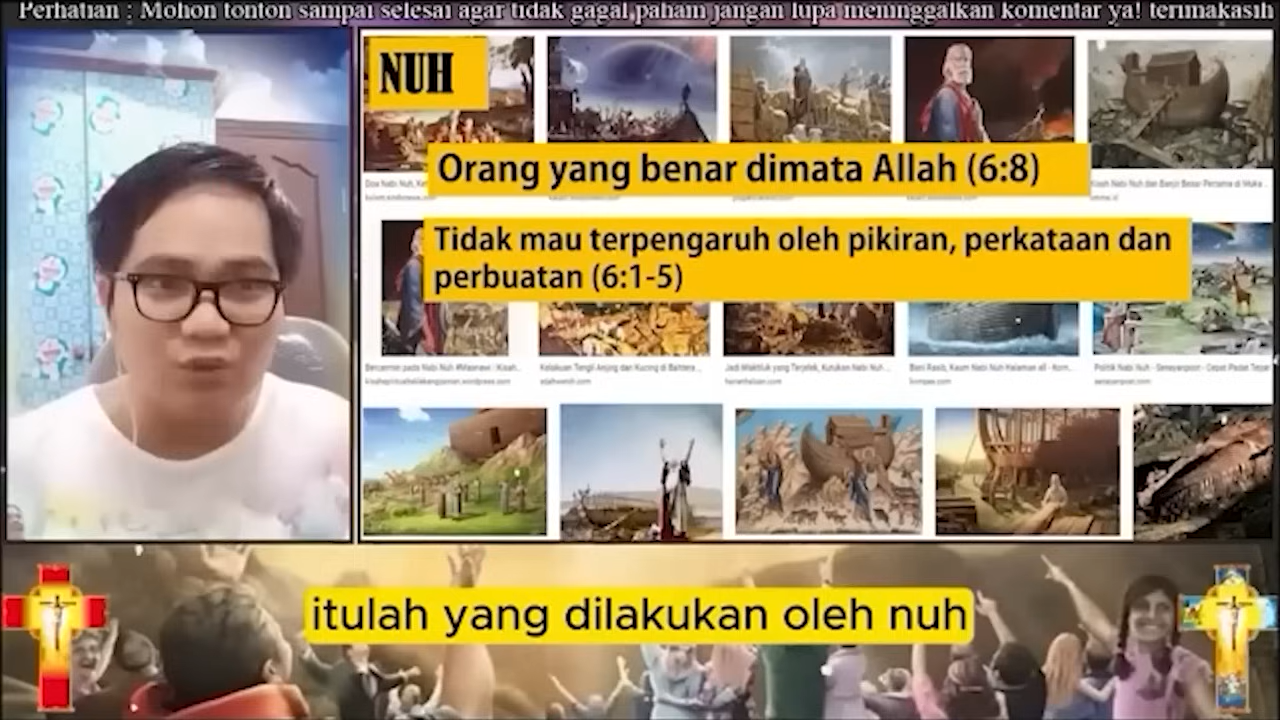 Perhatian : Mohon tonton sampai selesai agar tidak gagal paham jangan lupa meninggalkan komentar ya! terimakasih
NUH
Orang yang benar dimata Allah (6:8)
Tidak mau terpengaruh oleh pikiran, perkataan dan
perbuatan (6:1-5)
itulah yang dilakukan oleh nuh